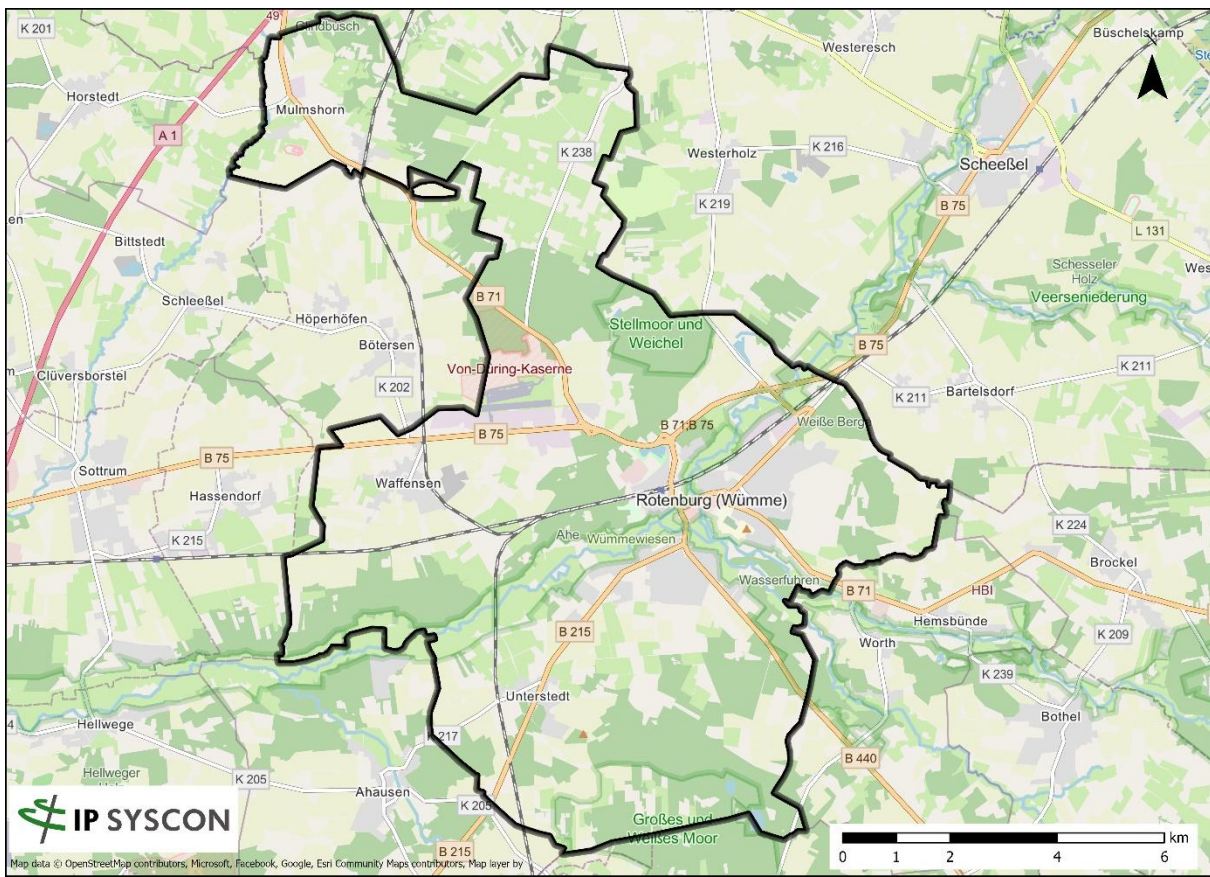 K 201
49
Glindbusch
Büschelskamp
Westeresch
Horstedt
Mulmshorn
A 1
K 238
Westerholz
K 216
Scheeßel
K 219
B 75
L 131
Bittstedt
Schleeßel
Höperhöfen
B 71
Schesseler
Holz
Veerseniederung
Stellmoor und
Weichel
Bötersen
B 75
Clüversborstel
Von-Düring-Kaserne
K 202
K 211
K 211
Bartelsdorf
B 71;B 75
Weiße Berge
B 75
B 75
Sottrum
Waffensen
Hassendorf
Rotenburg (Wümme)
K 215
K 224
Ahe
Wümmewiesen
Brockel
Wasserfuhren
B 71
HBI
Hemsbünde
B 215
K 209
Worth
K 239
Unterstedt
Bothel
Hellwege
K 217
B 440
Hellweger
K 205
Ahausen
K 205
Großes und
Weißes Moor
B 215
IP SYSCON
km
0 1 2 4 6
Map data © OpenStreetMap contributors, Microsoft, Facebook, Google, Esri Community Maps contributors, Map layer by